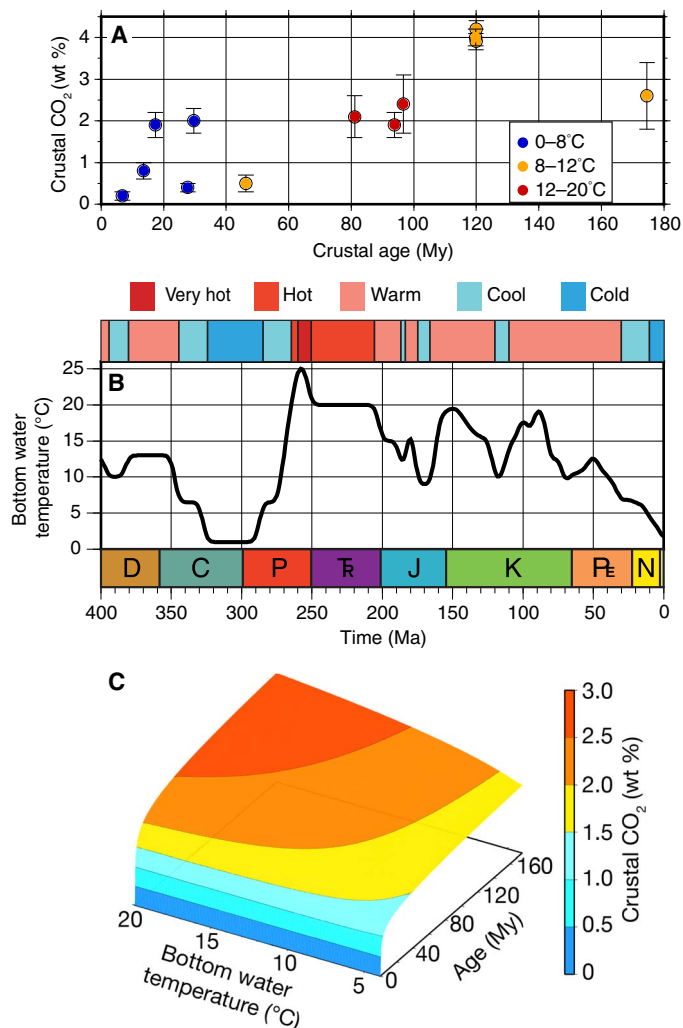 A
Crustal CO₂ (wt %)
4
3
2
1
0
0–8°C
8–12°C
12–20°C
0 20 40 60 80 100 120 140 160 180
Crustal age (My)
Very hot Hot Warm Cool Cold
B
Bottom water
temperature (°C)
25
20
15
10
5
0
D C P TR J K PE N
400 350 300 250 200 150 100 50 0
Time (Ma)
C
3.0
2.5
2.0
1.5
1.0
0.5
0
Crustal CO₂ (wt %)
20 15 10 5
Bottom water
temperature (°C)
0 40 80 120 160
Age (My)